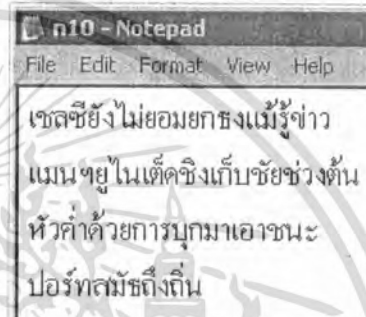 n10 - Notepad
File Edit Format View Help
เชลซียังไม่ยอมยกธงแม้รู้ข่าว
แมนฯยูไนเต็ดชิงเก็บชัยช่วงต้น
หัวค่ำด้วยการบุกมาเอาชนะ
ปอร์ทสมัธถึงถิ่น